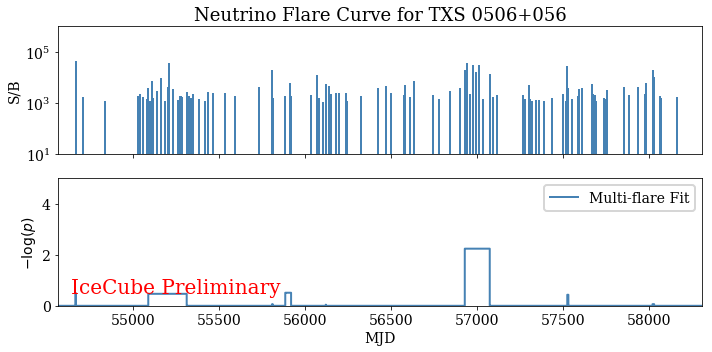 Neutrino Flare Curve for TXS 0506+056
S/B
10^5
10^3
10^1
−log(p)
4
2
0
Multi-flare Fit
IceCube Preliminary
55000 55500 56000 56500 57000 57500 58000
MJD